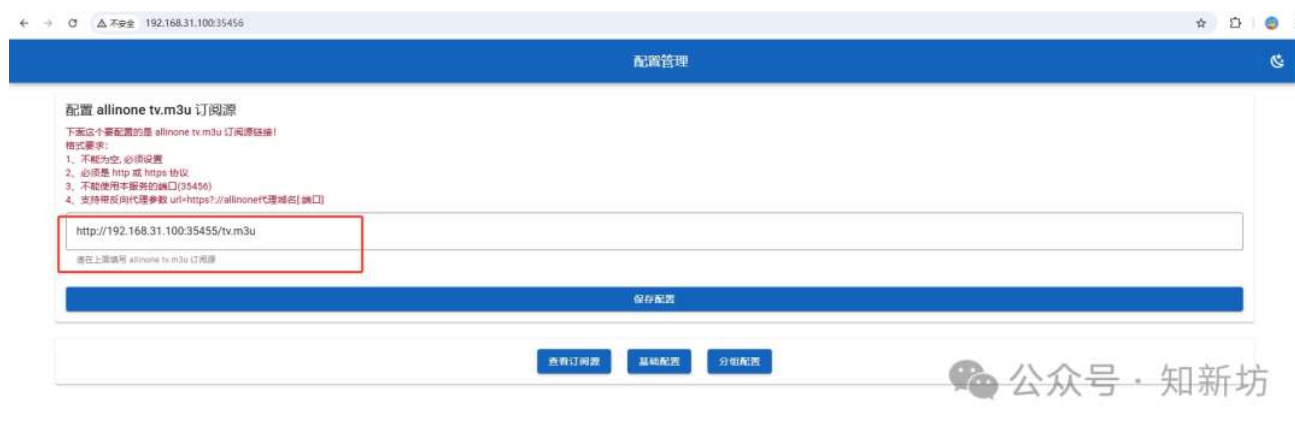 不安全 192.168.31.100:35456
配置管理
配置 allinone tv.m3u 订阅源
下面这个要配置的是 allinone tv.m3u 订阅源链接!
格式要求:
1、不能为空, 必须设置
2、必须是 http 或 https 协议
3、不能使用本服务的端口(35456)
4、支持带反向代理参数 url=https?://allinone代理域名[:端口]
http://192.168.31.100:35455/tv.m3u
请在上面填写 allinone tv.m3u 订阅源
保存配置
查看订阅源 基础配置 分组配置
公众号 · 知新坊